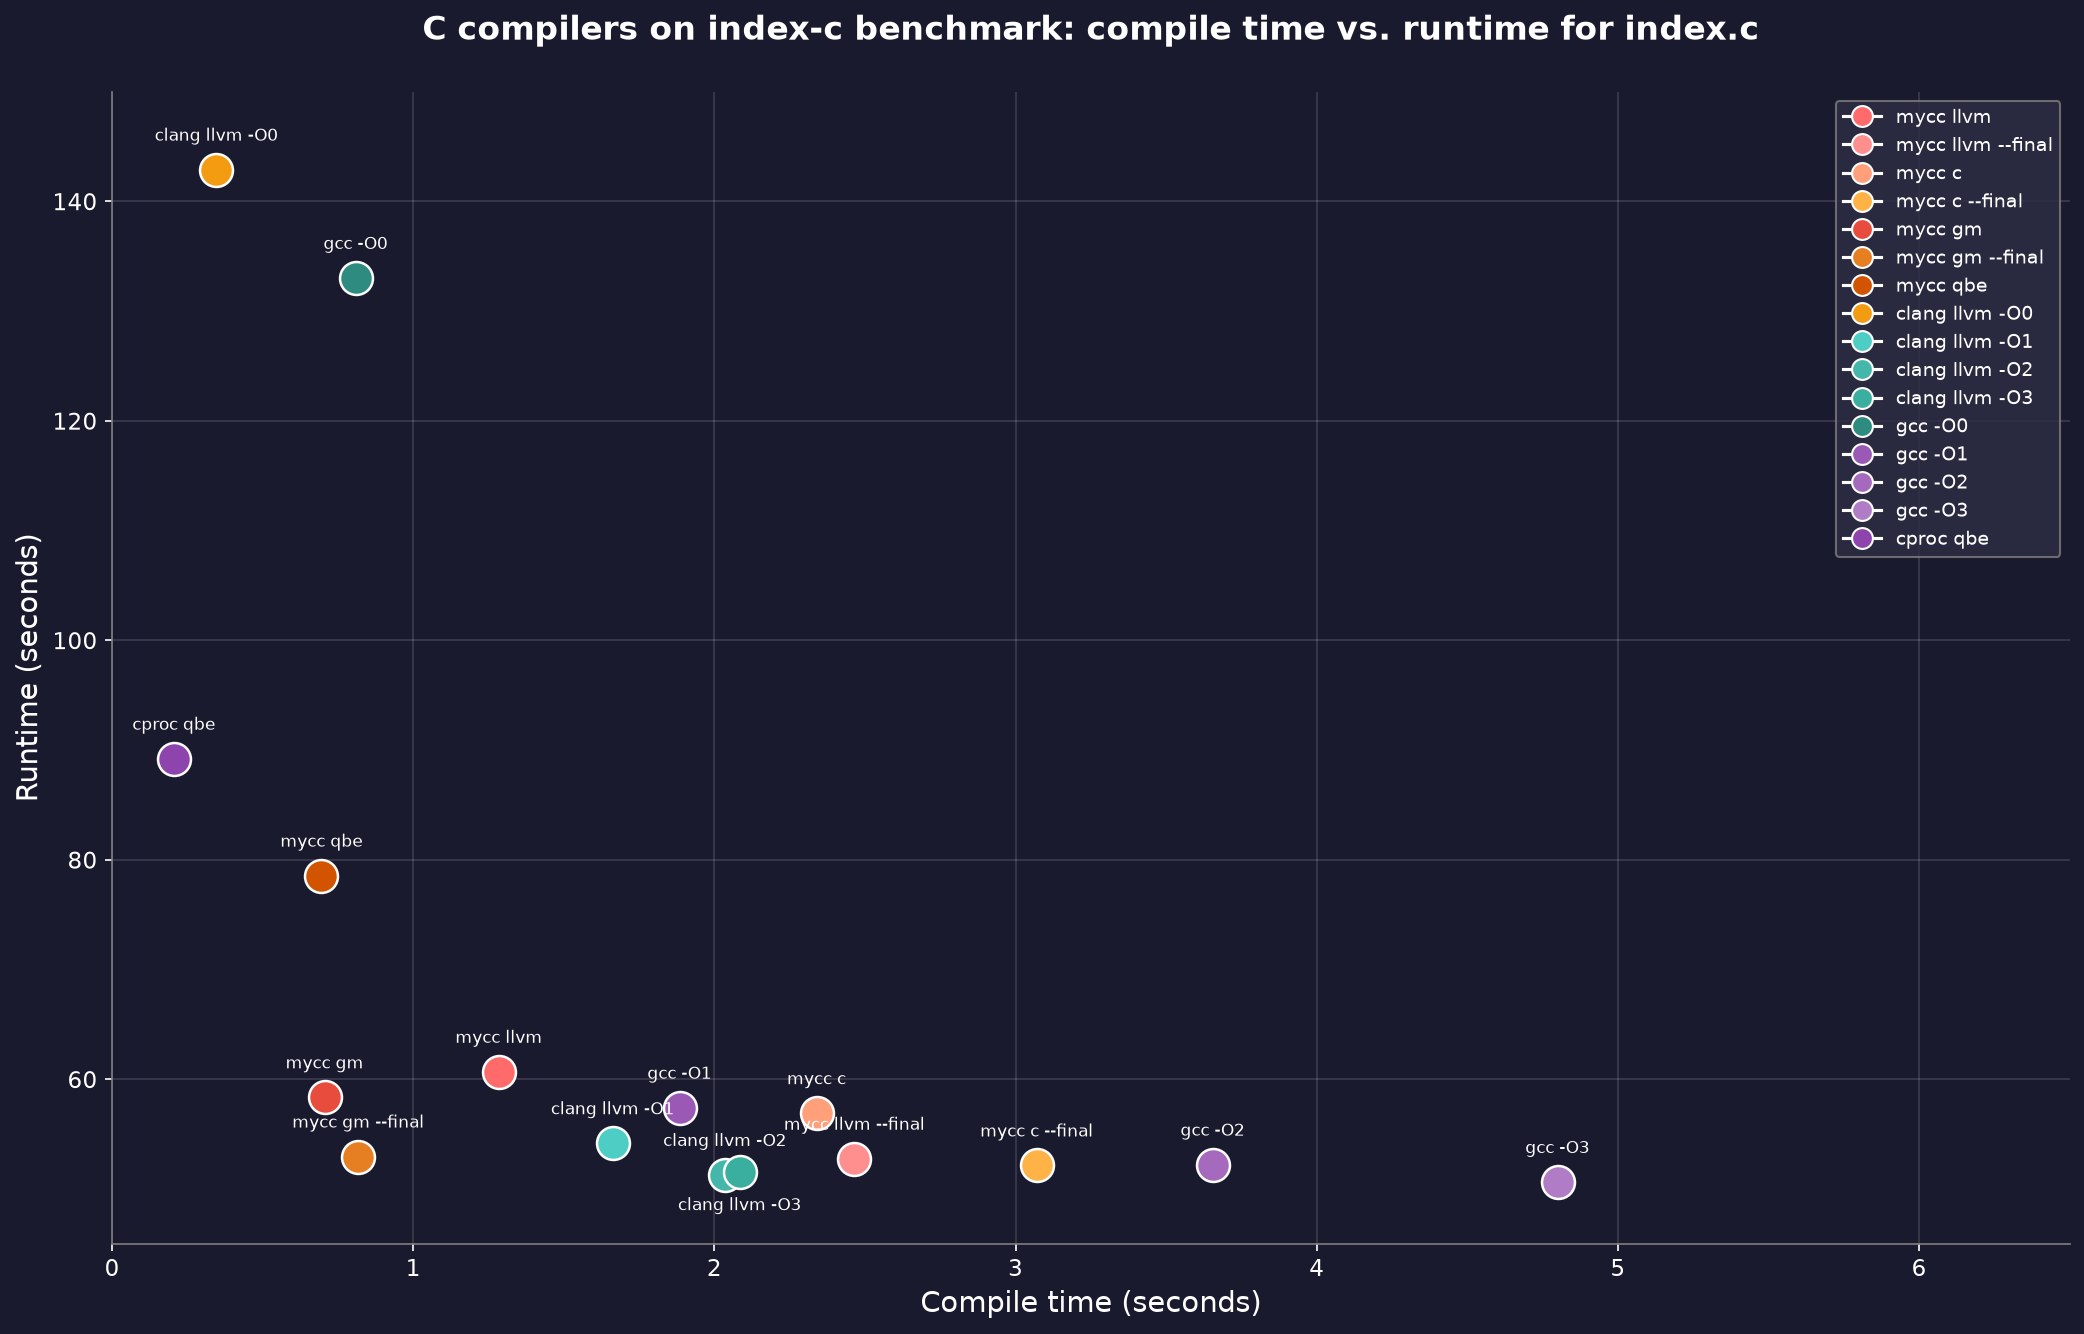 C compilers on index-c benchmark: compile time vs. runtime for index.c
clang llvm -O0
gcc -O0
cproc qbe
mycc qbe
mycc llvm
mycc gm
gcc -O1
mycc c
clang llvm -O1
mycc gm --final
mycc llvm --final
mycc c --final
gcc -O2
clang llvm -O2
gcc -O3
clang llvm -O3
mycc llvm
mycc llvm --final
mycc c
mycc c --final
mycc gm
mycc gm --final
mycc qbe
clang llvm -O0
clang llvm -O1
clang llvm -O2
clang llvm -O3
gcc -O0
gcc -O1
gcc -O2
gcc -O3
cproc qbe
Runtime (seconds)
140
120
100
80
60
0 1 2 3 4 5 6
Compile time (seconds)